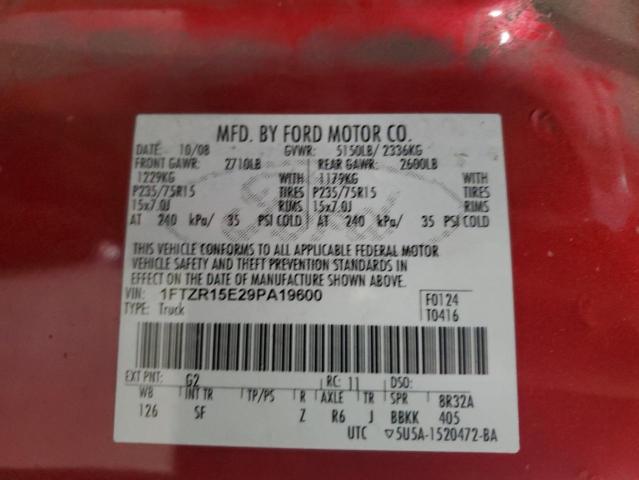 MFD. BY FORD MOTOR CO.
DATE: 10/08 GVWR: 5150LB/ 2336KG
FRONT GAWR: 2710LB REAR GAWR: 2600LB
1229KG WITH 1179KG WITH
P235/75R15 TIRES P235/75R15 TIRES
15x7.0J RIMS 15x7.0J RIMS
AT 240 kPa/ 35 PSI COLD AT 240 kPa/ 35 PSI COLD
THIS VEHICLE CONFORMS TO ALL APPLICABLE FEDERAL MOTOR
VEHICLE SAFETY AND THEFT PREVENTION STANDARDS IN
EFFECT ON THE DATE OF MANUFACTURE SHOWN ABOVE.
VIN: 1FTZR15E29PA19600 F0124
TYPE: Truck T0416
EXT PNT: G2 RC: 11 DSO:
WB INT TR TP/PS R AXLE TR SPR 8R32A
126 SF Z R6 J BBKK 405
UTC ▽5U5A-1520472-BA